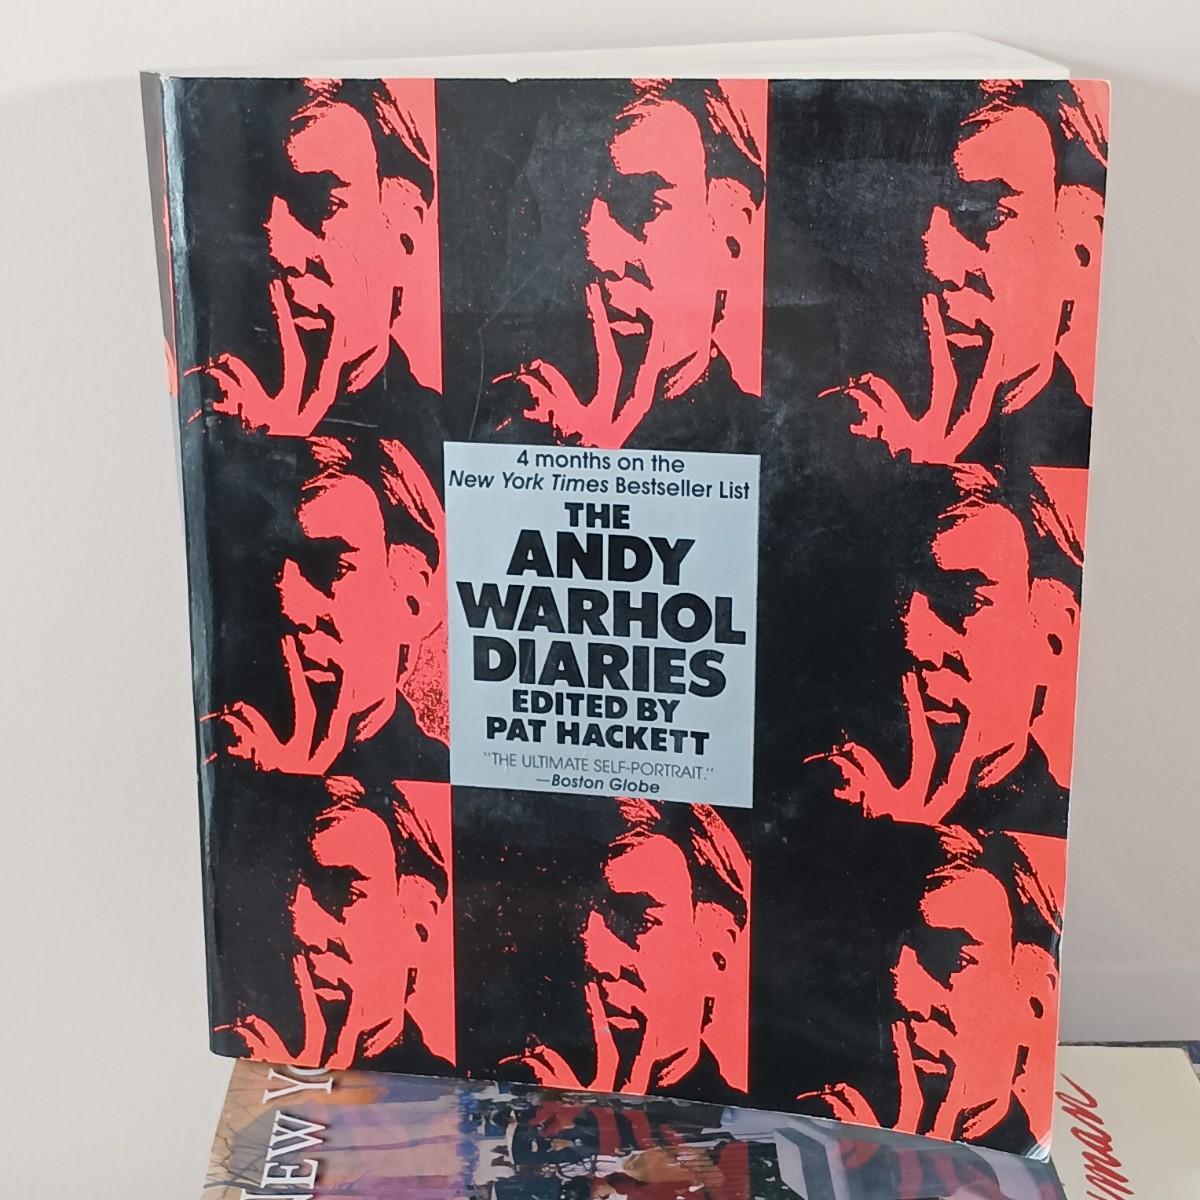 4 months on the
New York Times Bestseller List
THE
ANDY
WARHOL
DIARIES
EDITED BY
PAT HACKETT
"THE ULTIMATE SELF-PORTRAIT."
—Boston Globe
NEW